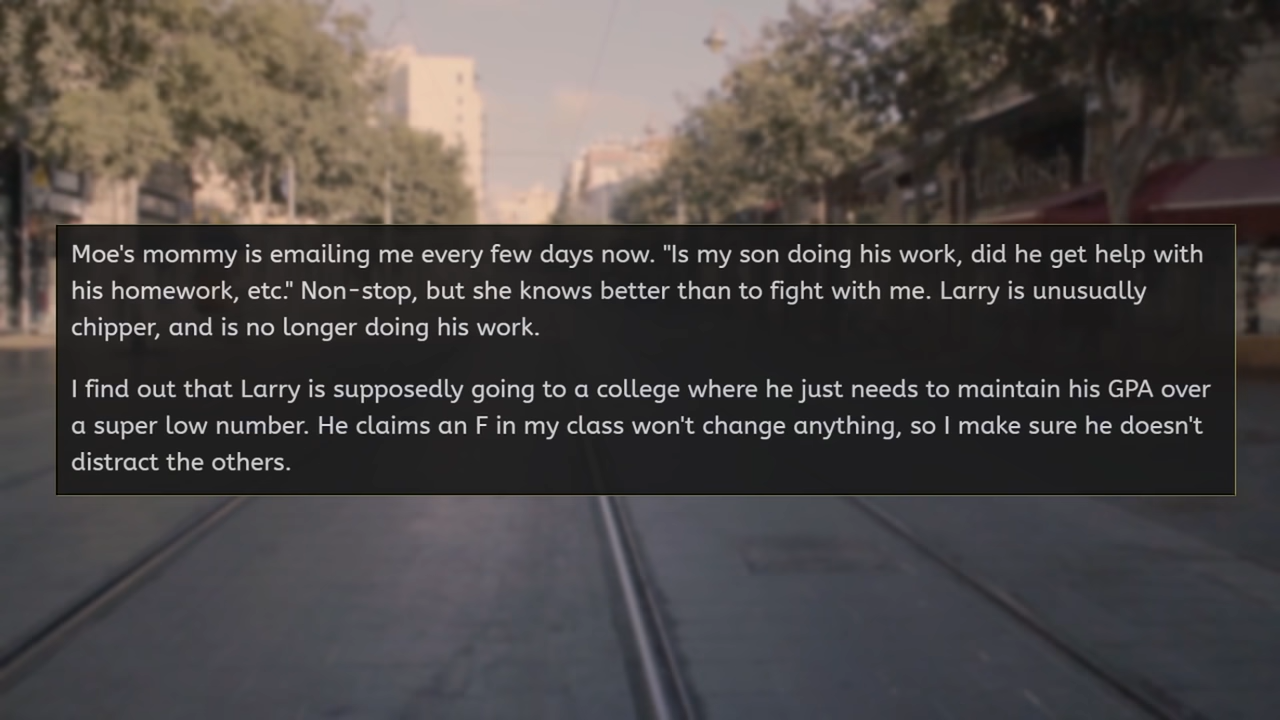 Moe's mommy is emailing me every few days now. "Is my son doing his work, did he get help with
his homework, etc." Non-stop, but she knows better than to fight with me. Larry is unusually
chipper, and is no longer doing his work.
I find out that Larry is supposedly going to a college where he just needs to maintain his GPA over
a super low number. He claims an F in my class won't change anything, so I make sure he doesn't
distract the others.